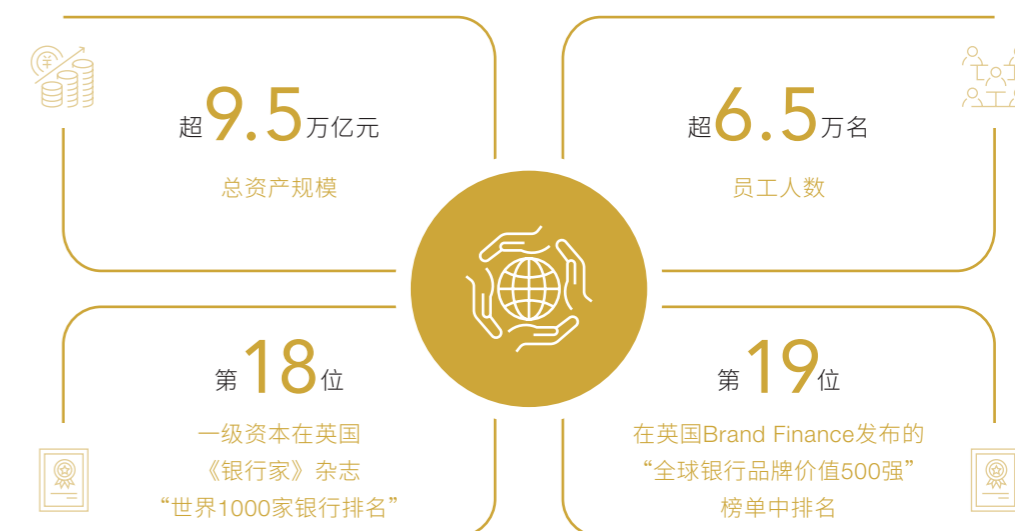 超9.5万亿元
总资产规模
超6.5万名
员工人数
第18位
一级资本在英国
《银行家》杂志
“世界1000家银行排名”
第19位
在英国Brand Finance发布的
“全球银行品牌价值500强”
榜单中排名